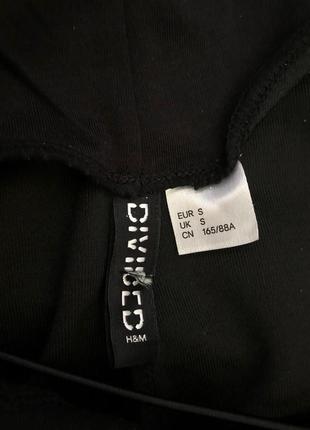 EUR S
UK S
CN 165/88A
DIVIDED
H&M